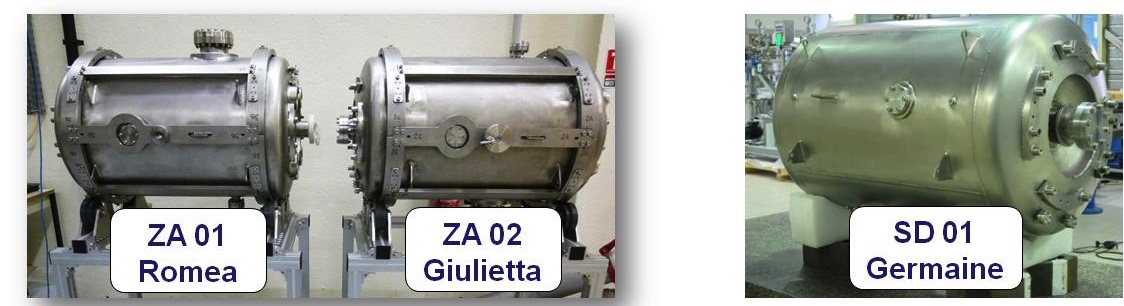 ZA 01
Romea
ZA 02
Giulietta
SD 01
Germaine